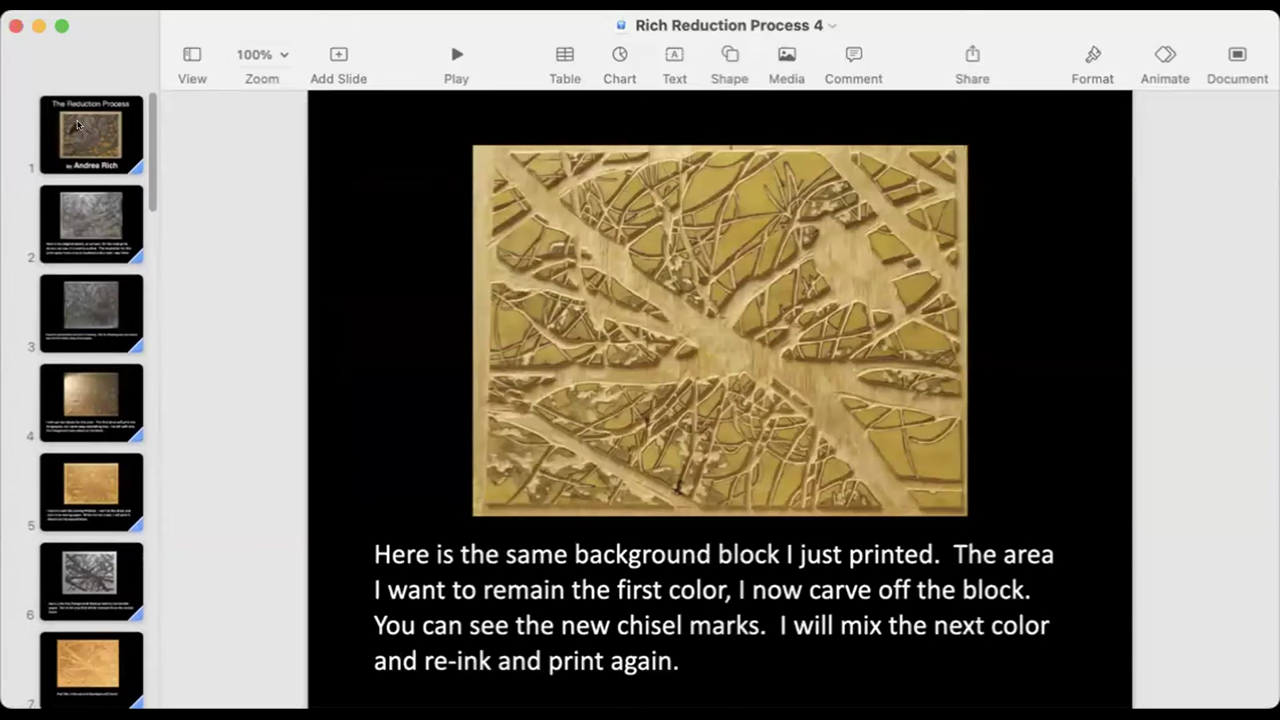 Rich Reduction Process 4
View
100%
Zoom
Add Slide
Play
Table
Chart
Text
Shape
Media
Comment
Share
Format
Animate
Document
The Reduction Process
by Andrea Rich
1
2
3
4
5
6
7
Here is the same background block I just printed.  The area
I want to remain the first color, I now carve off the block.
You can see the new chisel marks.  I will mix the next color
and re-ink and print again.